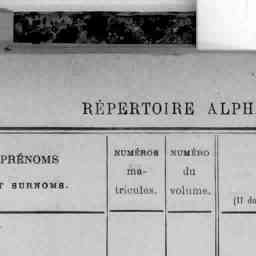 RÉPERTOIRE ALPH
PRÉNOMS
T SURNOMS.
NUMÉROS
ma-
tricules.
NUMÉRO
du
volume.
(Il d